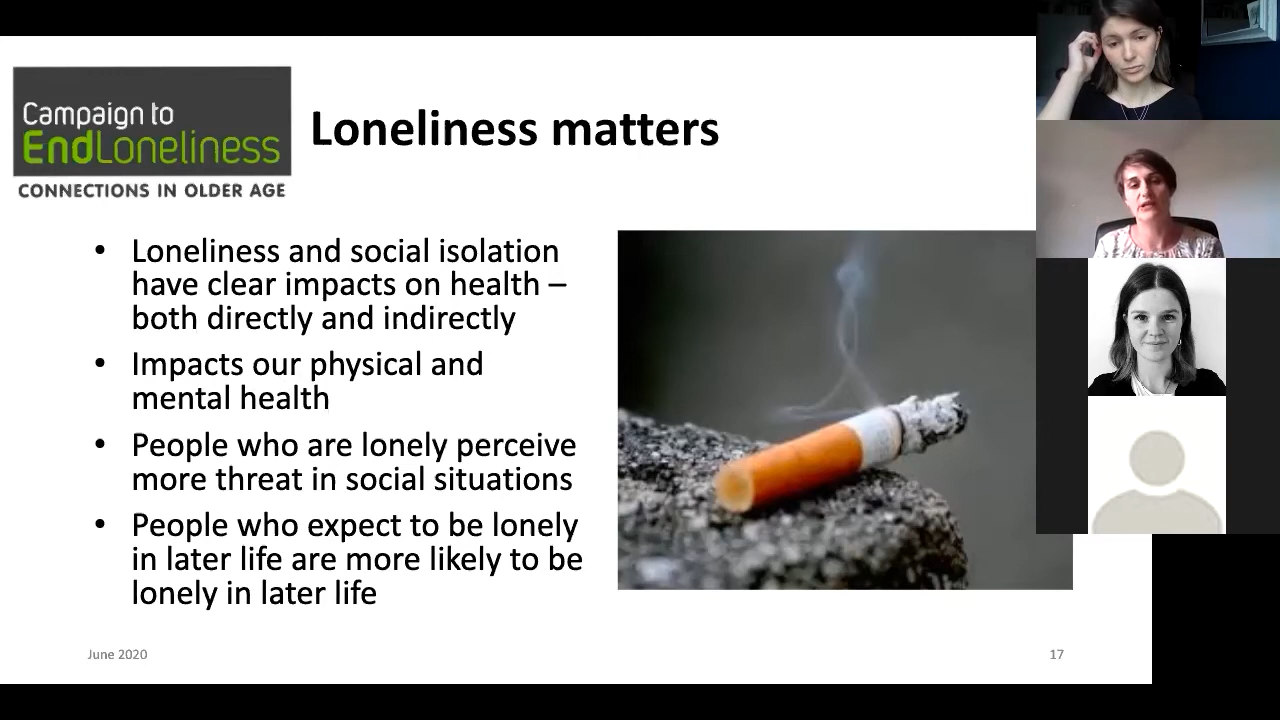 Campaign to
EndLoneliness
CONNECTIONS IN OLDER AGE
Loneliness matters
• Loneliness and social isolation
have clear impacts on health –
both directly and indirectly
• Impacts our physical and
mental health
• People who are lonely perceive
more threat in social situations
• People who expect to be lonely
in later life are more likely to be
lonely in later life
June 2020
17